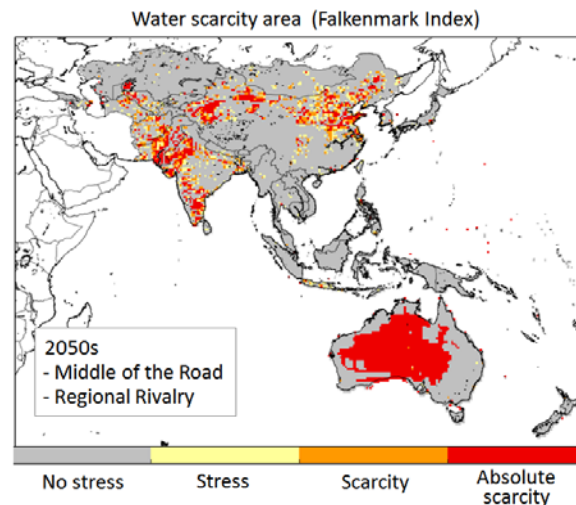 Water scarcity area (Falkenmark Index)
2050s
- Middle of the Road
- Regional Rivalry
No stress
Stress
Scarcity
Absolute
scarcity